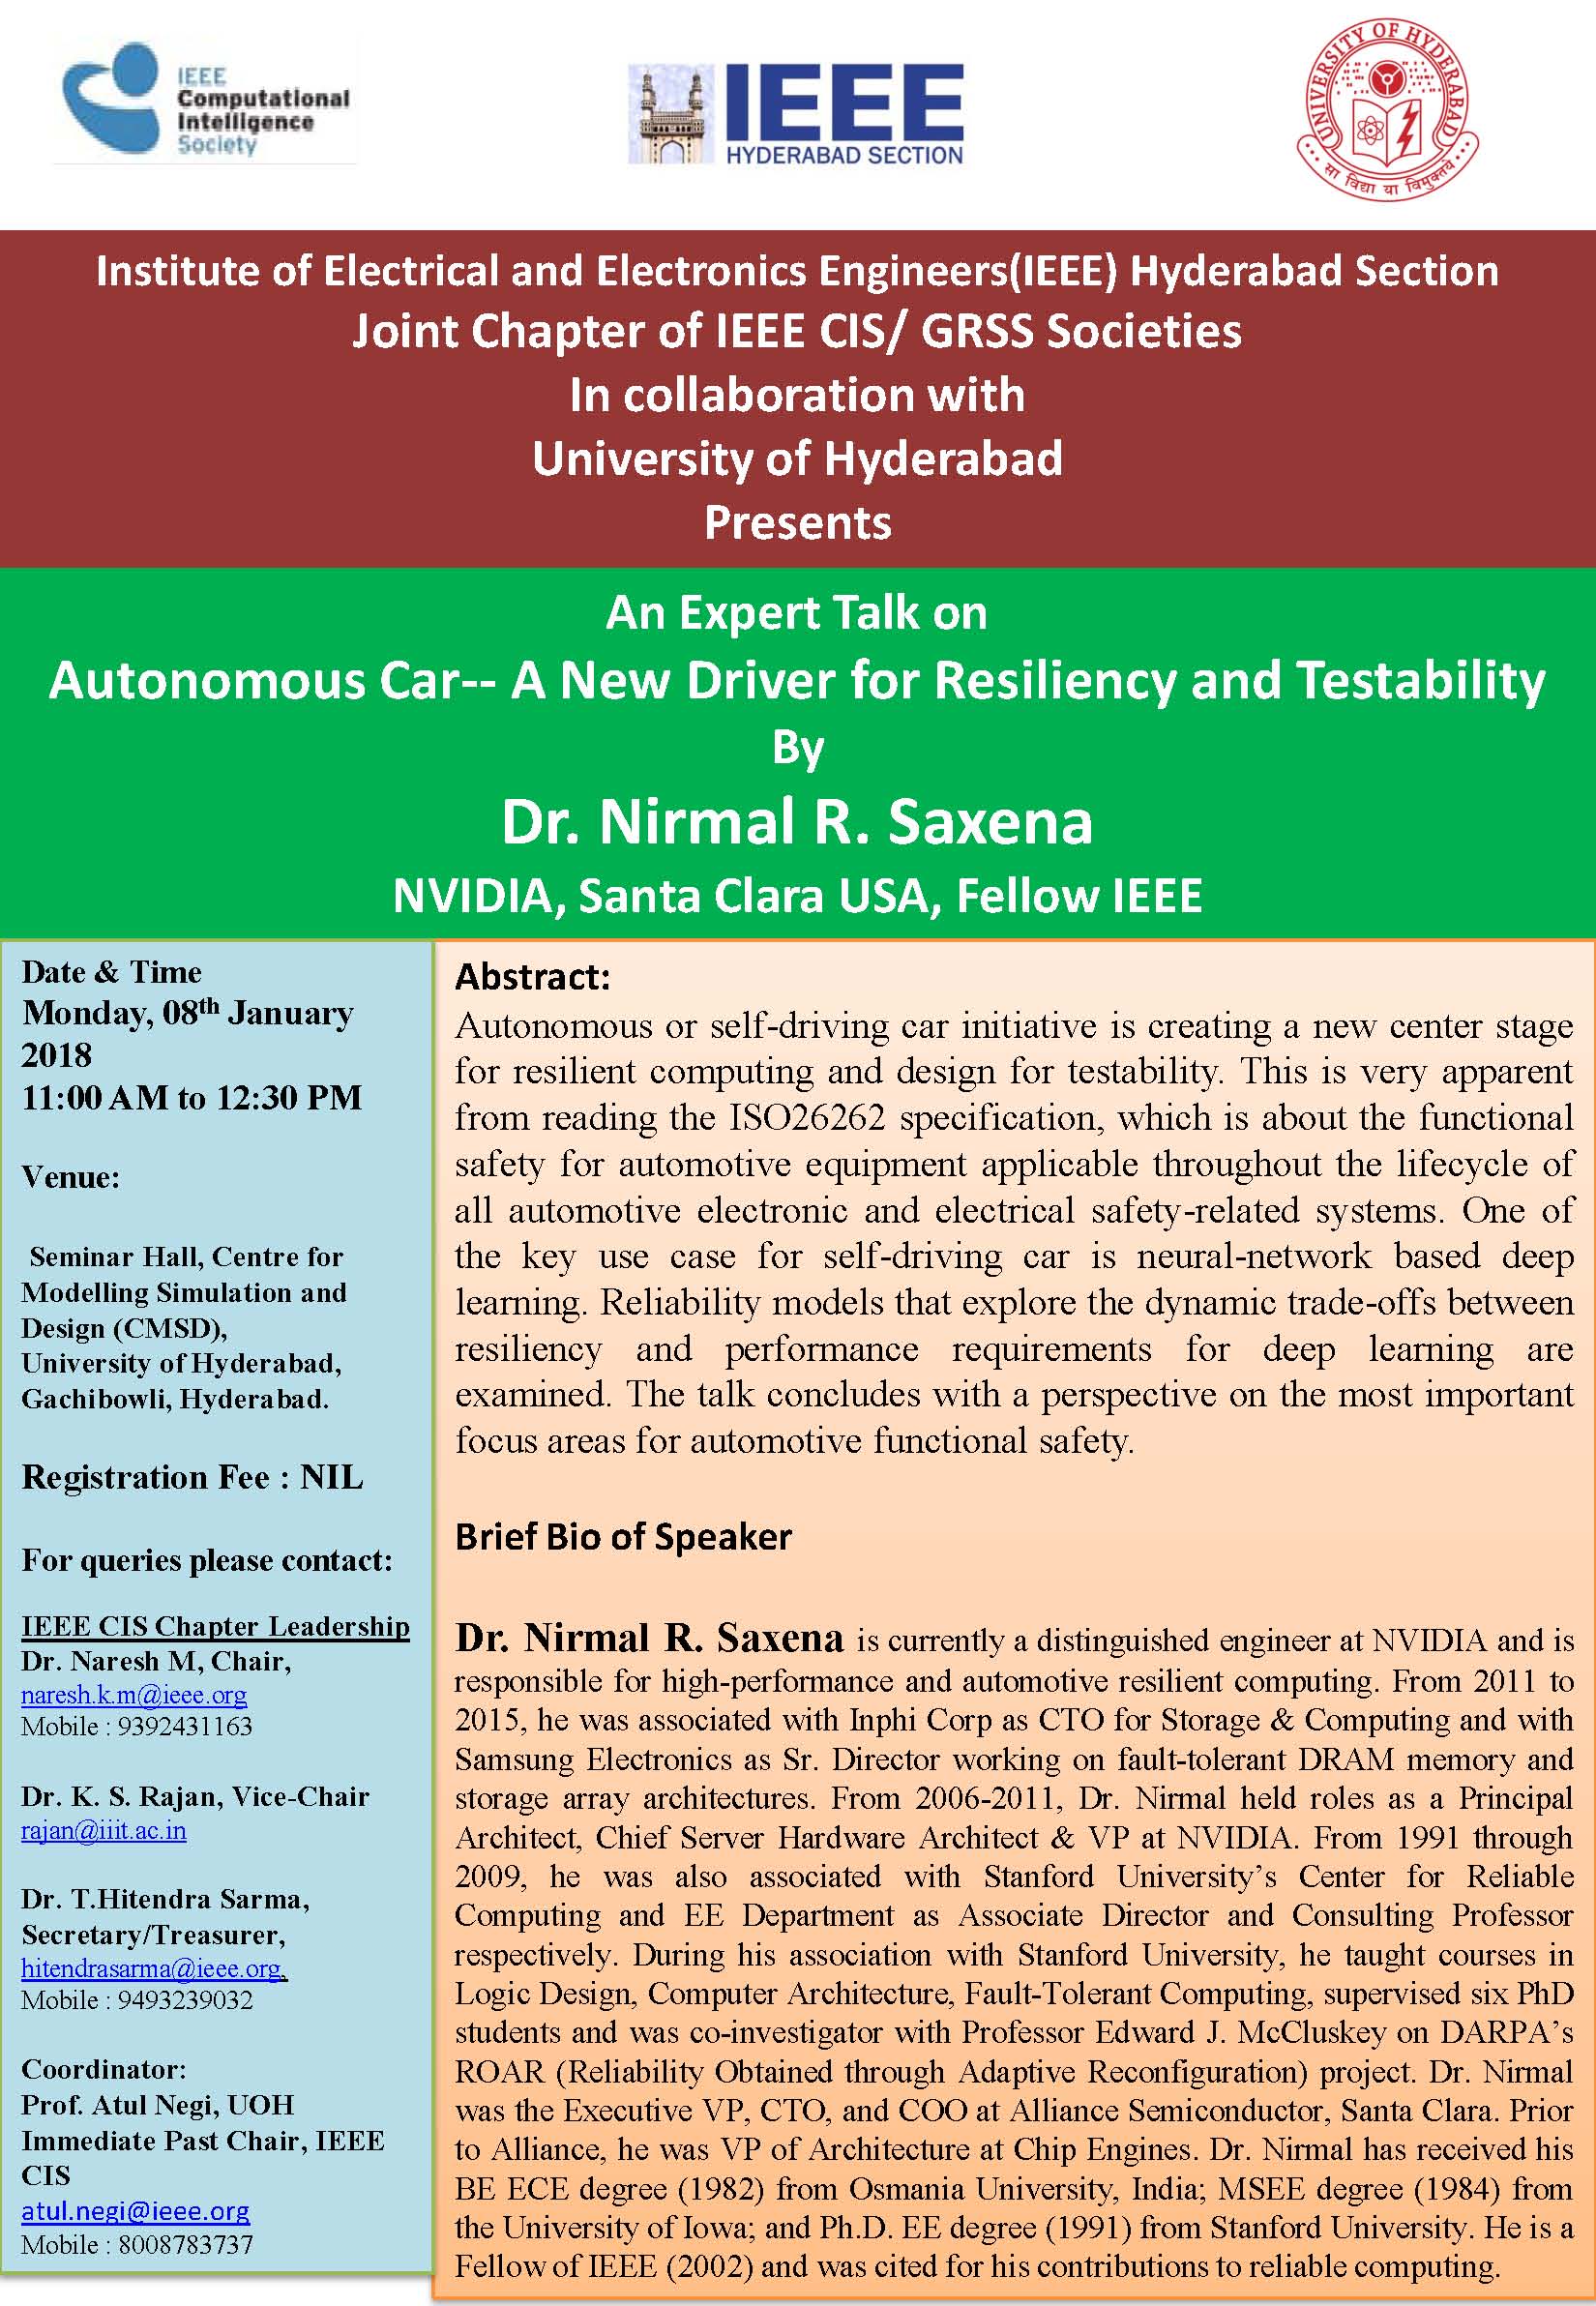 IEEE
Computational
Intelligence
Society
IEEE
HYDERABAD SECTION
UNIVERSITY OF HYDERABAD
सा विद्या या विमुक्तये
Institute of Electrical and Electronics Engineers(IEEE) Hyderabad Section
Joint Chapter of IEEE CIS/ GRSS Societies
In collaboration with
University of Hyderabad
Presents
An Expert Talk on
Autonomous Car-- A New Driver for Resiliency and Testability
By
Dr. Nirmal R. Saxena
NVIDIA, Santa Clara USA, Fellow IEEE
Date & Time
Monday, 08th January
2018
11:00 AM to 12:30 PM
Venue:
Seminar Hall, Centre for
Modelling Simulation and
Design (CMSD),
University of Hyderabad,
Gachibowli, Hyderabad.
Registration Fee : NIL
For queries please contact:
IEEE CIS Chapter Leadership
Dr. Naresh M, Chair,
naresh.k.m@ieee.org
Mobile : 9392431163
Dr. K. S. Rajan, Vice-Chair
rajan@iiit.ac.in
Dr. T.Hitendra Sarma,
Secretary/Treasurer,
hitendrasarma@ieee.org,
Mobile : 9493239032
Coordinator:
Prof. Atul Negi, UOH
Immediate Past Chair, IEEE
CIS
atul.negi@ieee.org
Mobile : 8008783737
Abstract:
Autonomous or self-driving car initiative is creating a new center stage
for resilient computing and design for testability. This is very apparent
from reading the ISO26262 specification, which is about the functional
safety for automotive equipment applicable throughout the lifecycle of
all automotive electronic and electrical safety-related systems. One of
the key use case for self-driving car is neural-network based deep
learning. Reliability models that explore the dynamic trade-offs between
resiliency and performance requirements for deep learning are
examined. The talk concludes with a perspective on the most important
focus areas for automotive functional safety.
Brief Bio of Speaker
Dr. Nirmal R. Saxena is currently a distinguished engineer at NVIDIA and is
responsible for high-performance and automotive resilient computing. From 2011 to
2015, he was associated with Inphi Corp as CTO for Storage & Computing and with
Samsung Electronics as Sr. Director working on fault-tolerant DRAM memory and
storage array architectures. From 2006-2011, Dr. Nirmal held roles as a Principal
Architect, Chief Server Hardware Architect & VP at NVIDIA. From 1991 through
2009, he was also associated with Stanford University’s Center for Reliable
Computing and EE Department as Associate Director and Consulting Professor
respectively. During his association with Stanford University, he taught courses in
Logic Design, Computer Architecture, Fault-Tolerant Computing, supervised six PhD
students and was co-investigator with Professor Edward J. McCluskey on DARPA’s
ROAR (Reliability Obtained through Adaptive Reconfiguration) project. Dr. Nirmal
was the Executive VP, CTO, and COO at Alliance Semiconductor, Santa Clara. Prior
to Alliance, he was VP of Architecture at Chip Engines. Dr. Nirmal has received his
BE ECE degree (1982) from Osmania University, India; MSEE degree (1984) from
the University of Iowa; and Ph.D. EE degree (1991) from Stanford University. He is a
Fellow of IEEE (2002) and was cited for his contributions to reliable computing.